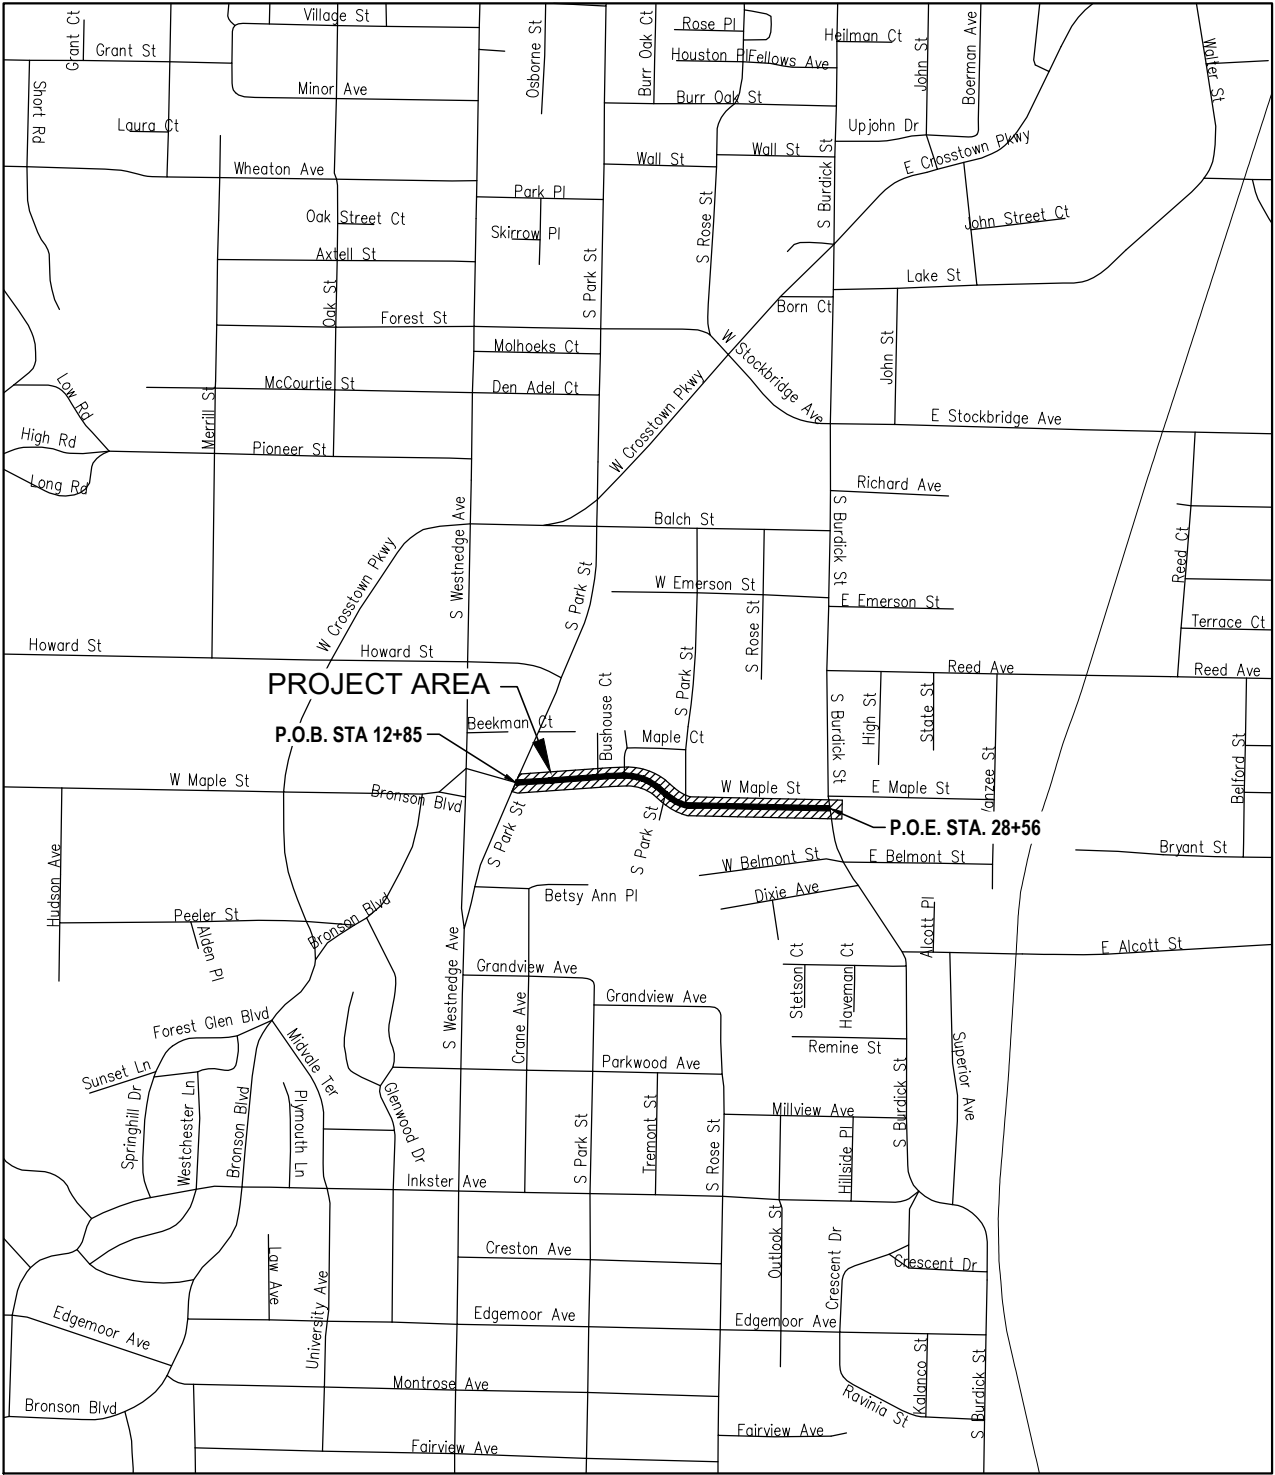 Village St
Grant Ct
Grant St
Osborne St
Burr Oak Ct
Rose Pl
Heilman Ct
Houston Pl
Fellows Ave
John St
Boerman Ave
Walter St
Short Rd
Minor Ave
Burr Oak St
Laura Ct
Upjohn Dr
E Crosstown Pkwy
Wheaton Ave
Wall St
Wall St
S Burdick St
Park Pl
Oak Street Ct
Skirrow Pl
S Rose St
John Street Ct
Axtell St
S Park St
Lake St
Oak St
Forest St
Born Ct
Molhoeks Ct
W Stockbridge Ave
John St
Low Rd
McCourtie St
Den Adel Ct
W Crosstown Pkwy
Merrill St
E Stockbridge Ave
High Rd
Pioneer St
Long Rd
Richard Ave
S Westnedge Ave
Balch St
S Burdick St
Reed Ct
W Crosstown Pkwy
S Park St
W Emerson St
S Rose St
E Emerson St
Terrace Ct
Howard St
Howard St
S Park St
Reed Ave
Reed Ave
PROJECT AREA
Bushouse Ct
S Burdick St
High St
State St
P.O.B. STA 12+85
Beekman Ct
Maple Ct
Belford St
W Maple St
Bronson Blvd
W Maple St
E Maple St
anzee St
S Park St
S Park St
P.O.E. STA. 28+56
W Belmont St
E Belmont St
Bryant St
Hudson Ave
Dixie Ave
Betsy Ann Pl
Peeler St
Alden Pl
Bronson Blvd
Alcott Pl
E Alcott St
S Westnedge Ave
Grandview Ave
Grandview Ave
Stetson Ct
Haveman Ct
Forest Glen Blvd
Crane Ave
Remine St
Superior Ave
Midvale Ter
Parkwood Ave
Sunset Ln
Springhill Dr
Westchester Ln
Bronson Blvd
Plymouth Ln
Glenwood Dr
S Park St
Tremont St
S Rose St
Millview Ave
S Burdick St
Hillside Pl
Inkster Ave
Outlook St
Crescent Dr
Law Ave
Creston Ave
Crescent Dr
University Ave
Edgemoor Ave
Edgemoor Ave
Edgemoor Ave
Kalanco St
S Burdick St
Montrose Ave
Ravinia St
Bronson Blvd
Fairview Ave
Fairview Ave